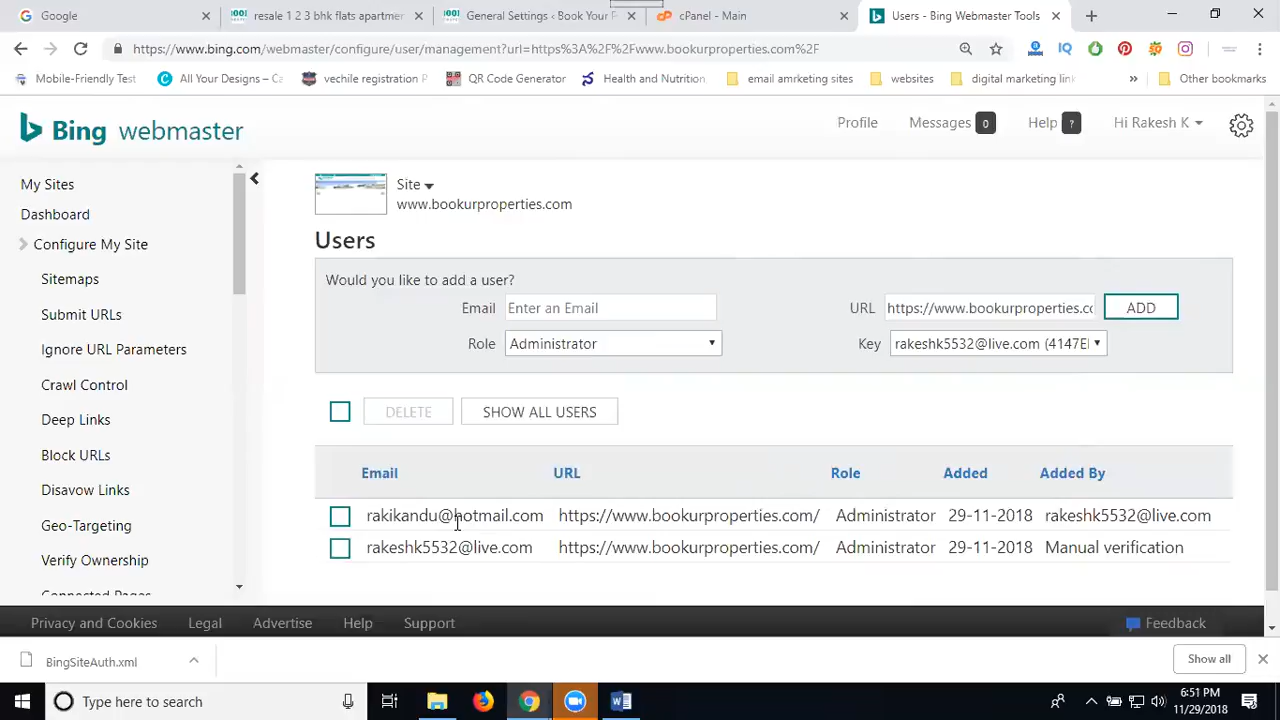 Google
resale 1 2 3 bhk flats apartmer
General Settings ‹ Book Your F
cPanel - Main
Users - Bing Webmaster Tools
https://www.bing.com/webmaster/configure/user/management?url=https%3A%2F%2Fwww.bookurproperties.com%2F
Mobile-Friendly Test
All Your Designs – Ca
vechile registration P
QR Code Generator
Health and Nutrition
email amrketing sites
websites
digital marketing link
» Other bookmarks
Bing webmaster
Profile
Messages 0
Help ?
Hi Rakesh K
My Sites
Dashboard
Configure My Site
Sitemaps
Submit URLs
Ignore URL Parameters
Crawl Control
Deep Links
Block URLs
Disavow Links
Geo-Targeting
Verify Ownership
Connected Pages
Site
www.bookurproperties.com
Users
Would you like to add a user?
Email Enter an Email URL https://www.bookurproperties.co ADD
Role Administrator Key rakeshk5532@live.com (4147E
DELETE SHOW ALL USERS
Email URL Role Added Added By
rakikandu@hotmail.com https://www.bookurproperties.com/ Administrator 29-11-2018 rakeshk5532@live.com
rakeshk5532@live.com https://www.bookurproperties.com/ Administrator 29-11-2018 Manual verification
Privacy and Cookies Legal Advertise Help Support Feedback
BingSiteAuth.xml Show all
Type here to search
6:51 PM
11/29/2018